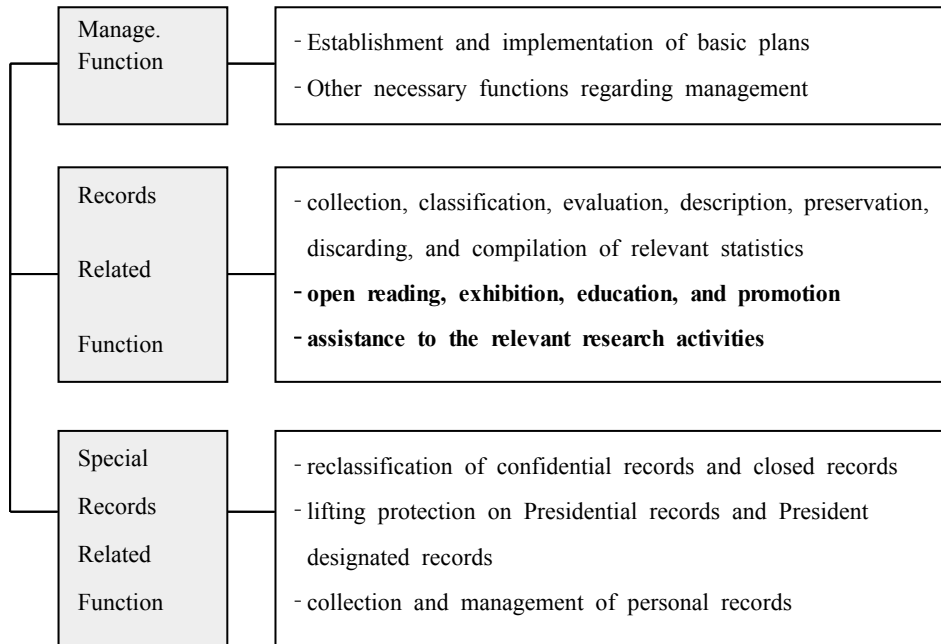 Manage.
Function
- Establishment and implementation of basic plans
- Other necessary functions regarding management
Records
Related
Function
- collection, classification, evaluation, description, preservation,
discarding, and compilation of relevant statistics
- open reading, exhibition, education, and promotion
- assistance to the relevant research activities
Special
Records
Related
Function
- reclassification of confidential records and closed records
- lifting protection on Presidential records and President
designated records
- collection and management of personal records